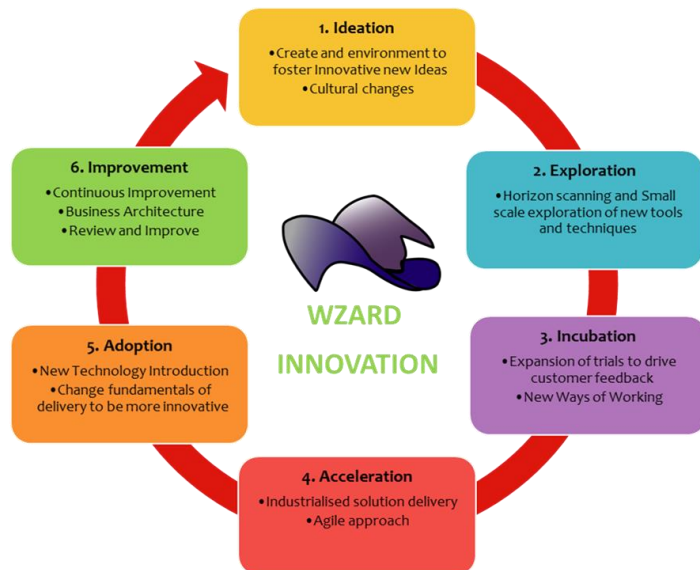 1. Ideation
•Create and environment to
foster Innovative new Ideas
•Cultural changes
2. Exploration
•Horizon scanning and Small
scale exploration of new tools
and techniques
3. Incubation
•Expansion of trials to drive
customer feedback
•New Ways of Working
4. Acceleration
•Industrialised solution delivery
•Agile approach
5. Adoption
•New Technology Introduction
•Change fundamentals of
delivery to be more innovative
6. Improvement
•Continuous Improvement
•Business Architecture
•Review and Improve
WZARD
INNOVATION